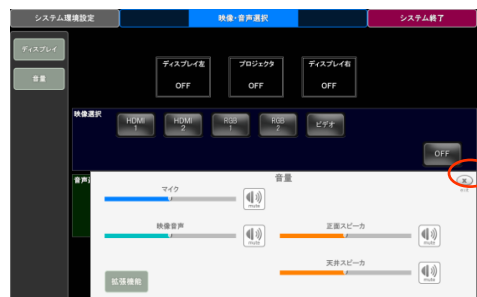 システム環境設定
映像・音声選択
システム終了
ディスプレイ
音量
ディスプレイ左
OFF
プロジェクタ
OFF
ディスプレイ右
OFF
映像選択
HDMI
1
HDMI
2
RGB
1
RGB
2
ビデオ
OFF
音声
音量
マイク
mute
映像音声
mute
正面スピーカ
mute
天井スピーカ
mute
拡張機能